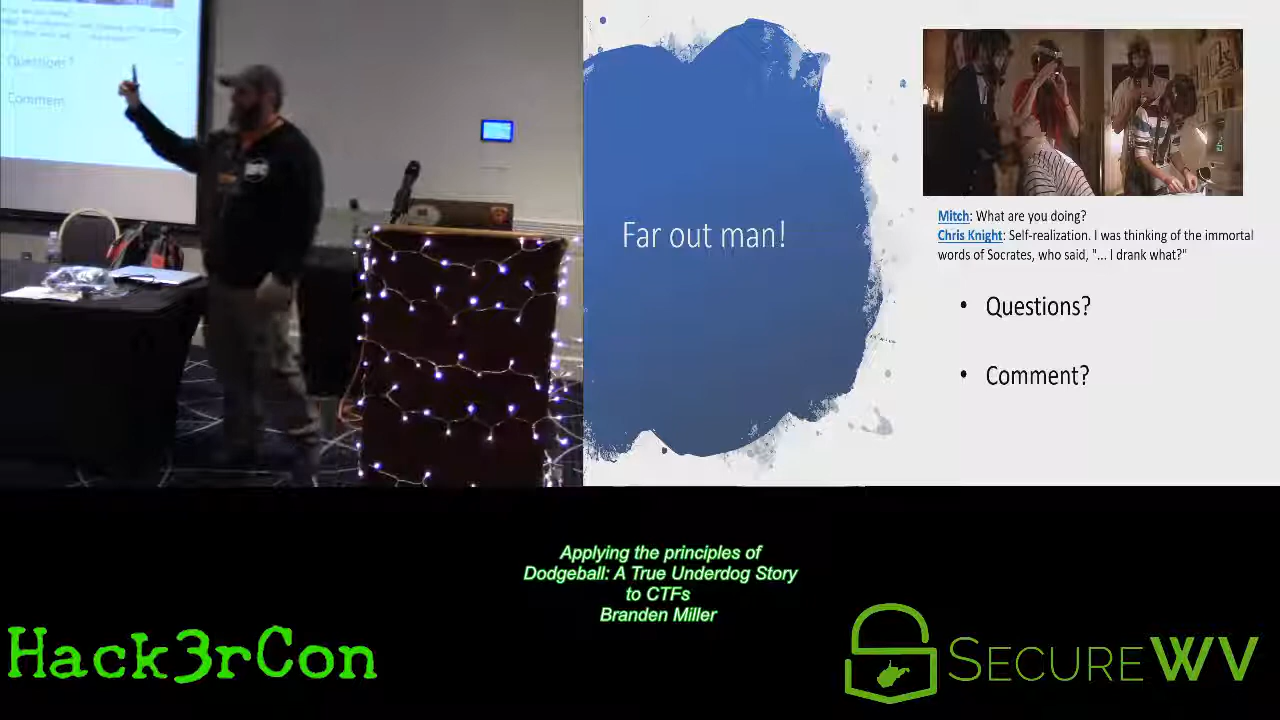 Questions?
Comment
Far out man!
Mitch: What are you doing?
Chris Knight: Self-realization. I was thinking of the immortal
words of Socrates, who said, "... I drank what?"
• Questions?
• Comment?
Applying the principles of
Dodgeball: A True Underdog Story
to CTFs
Branden Miller
Hack3rCon
SECUREWV